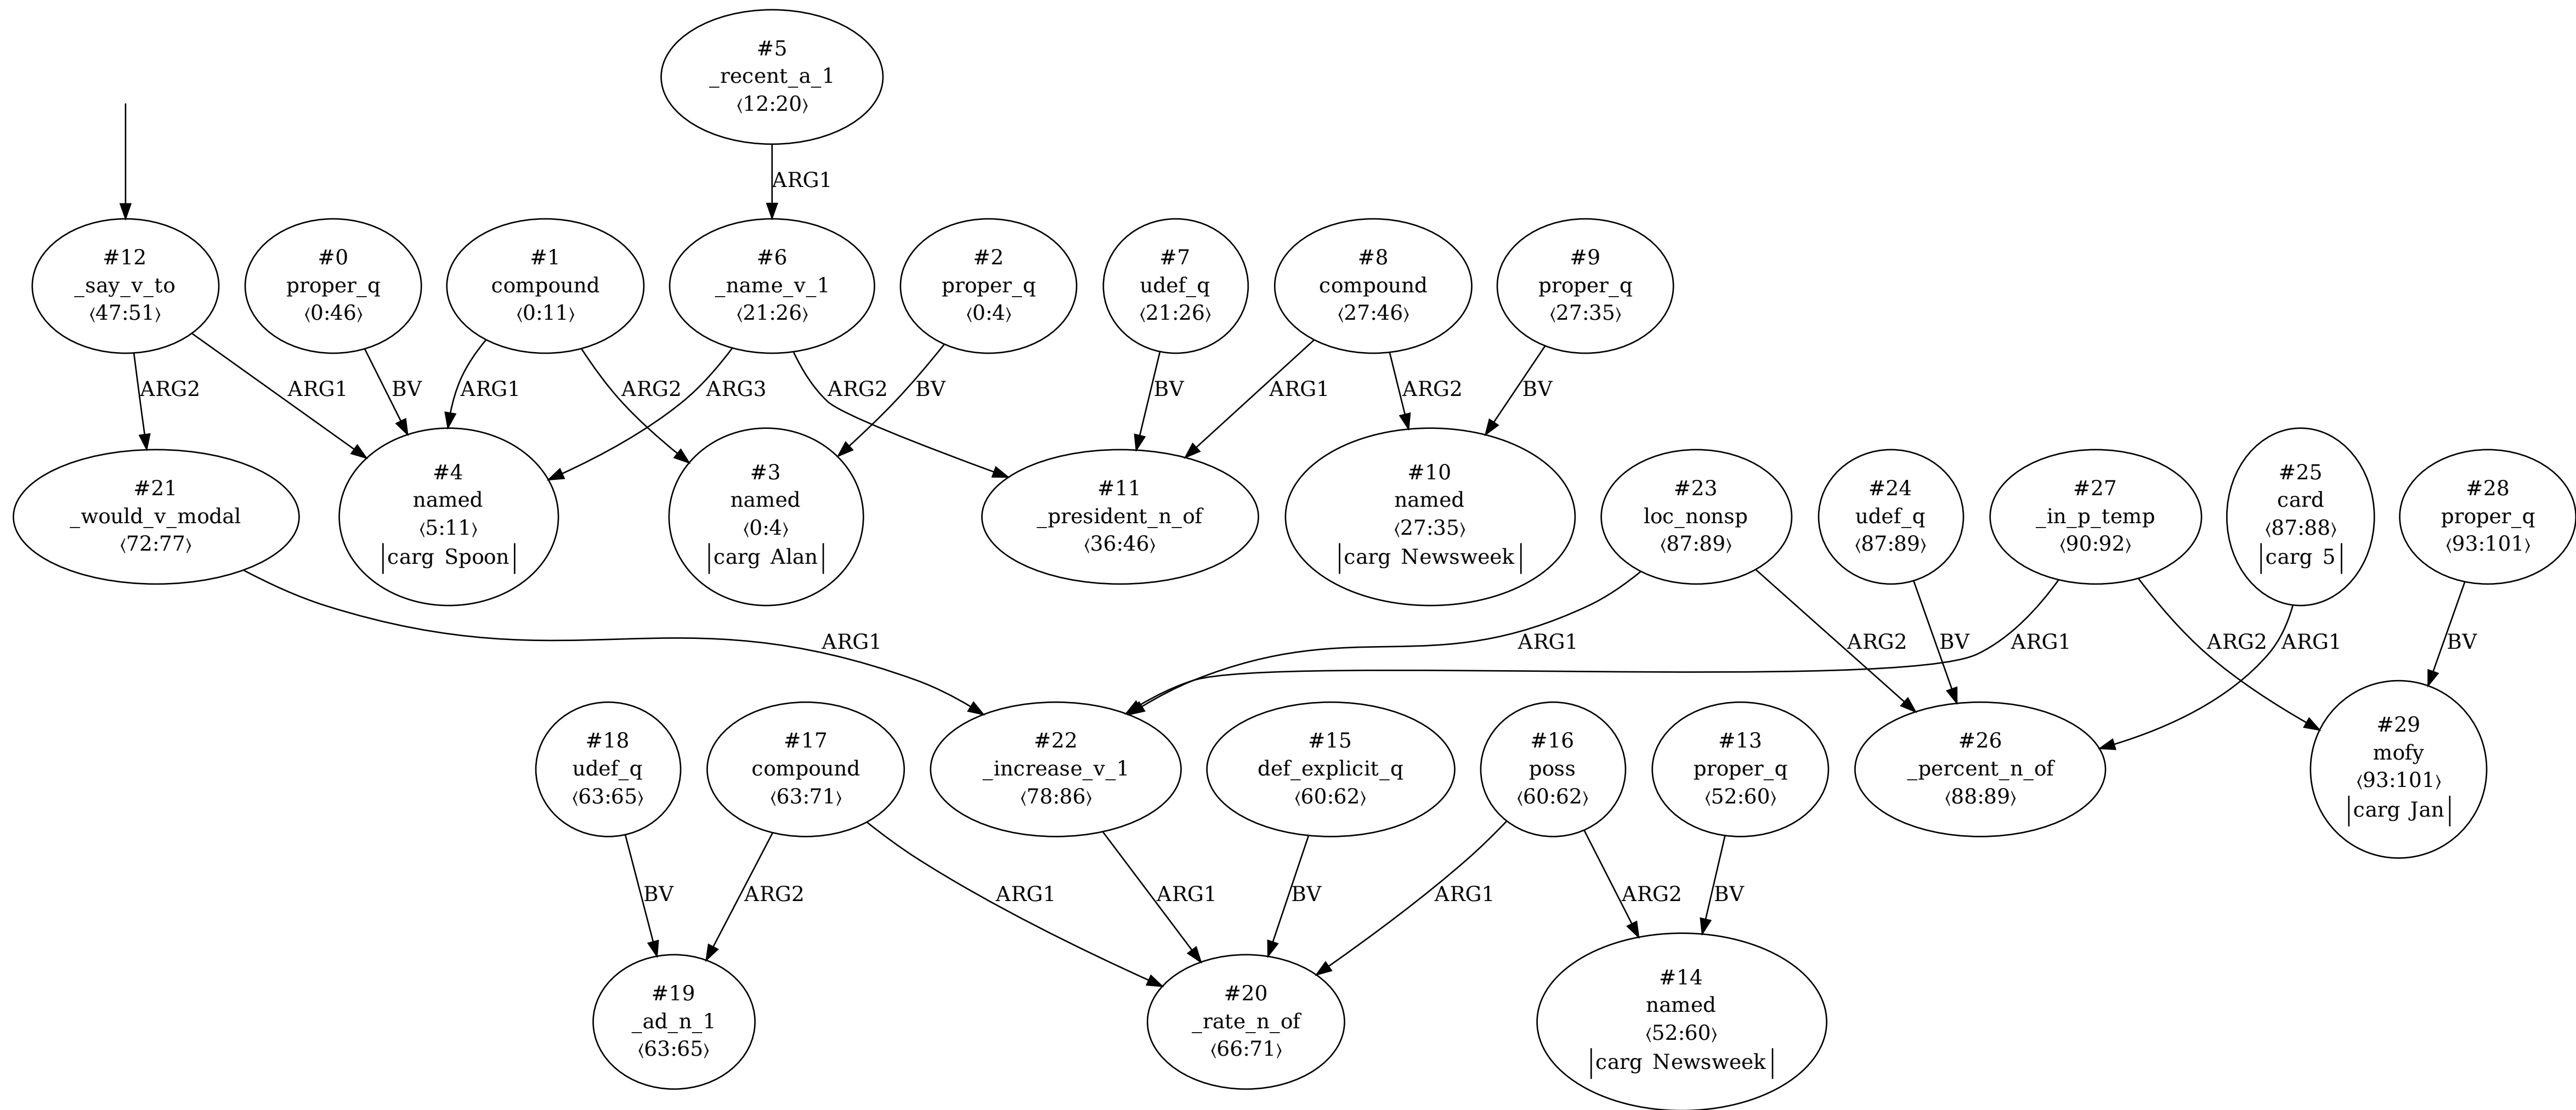 #5
_recent_a_1
⟨12:20⟩
ARG1
#12
_say_v_to
⟨47:51⟩
#0
proper_q
⟨0:46⟩
#1
compound
⟨0:11⟩
#6
_name_v_1
⟨21:26⟩
#2
proper_q
⟨0:4⟩
#7
udef_q
⟨21:26⟩
#8
compound
⟨27:46⟩
#9
proper_q
⟨27:35⟩
ARG2
ARG1
BV
ARG1
ARG2
ARG3
ARG2
BV
BV
ARG1
ARG2
BV
#21
_would_v_modal
⟨72:77⟩
#4
named
⟨5:11⟩
|carg Spoon|
#3
named
⟨0:4⟩
|carg Alan|
#11
_president_n_of
⟨36:46⟩
#10
named
⟨27:35⟩
|carg Newsweek|
#23
loc_nonsp
⟨87:89⟩
#24
udef_q
⟨87:89⟩
#27
_in_p_temp
⟨90:92⟩
#25
card
⟨87:88⟩
|carg 5|
#28
proper_q
⟨93:101⟩
ARG1
ARG1
ARG2
BV
ARG1
ARG2
ARG1
BV
#18
udef_q
⟨63:65⟩
#17
compound
⟨63:71⟩
#22
_increase_v_1
⟨78:86⟩
#15
def_explicit_q
⟨60:62⟩
#16
poss
⟨60:62⟩
#13
proper_q
⟨52:60⟩
#26
_percent_n_of
⟨88:89⟩
#29
mofy
⟨93:101⟩
|carg Jan|
BV
ARG2
ARG1
ARG1
BV
ARG1
ARG2
BV
#19
_ad_n_1
⟨63:65⟩
#20
_rate_n_of
⟨66:71⟩
#14
named
⟨52:60⟩
|carg Newsweek|